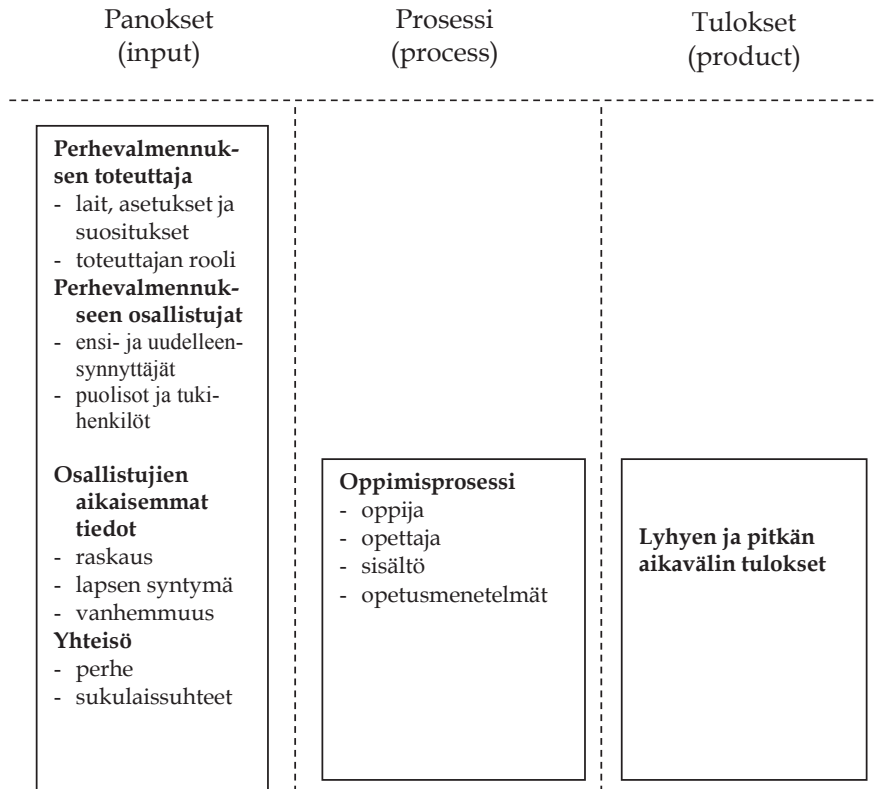 Panokset
(input)
Prosessi
(process)
Tulokset
(product)
Perhevalmennuk-
sen toteuttaja
- lait, asetukset ja
suositukset
- toteuttajan rooli
Perhevalmennuk-
seen osallistujat
- ensi- ja uudelleen-
synnyttäjät
- puolisot ja tuki-
henkilöt
Osallistujien
aikaisemmat
tiedot
- raskaus
- lapsen syntymä
- vanhemmuus
Yhteisö
- perhe
- sukulaissuhteet
Oppimisprosessi
- oppija
- opettaja
- sisältö
- opetusmenetelmät
Lyhyen ja pitkän
aikavälin tulokset